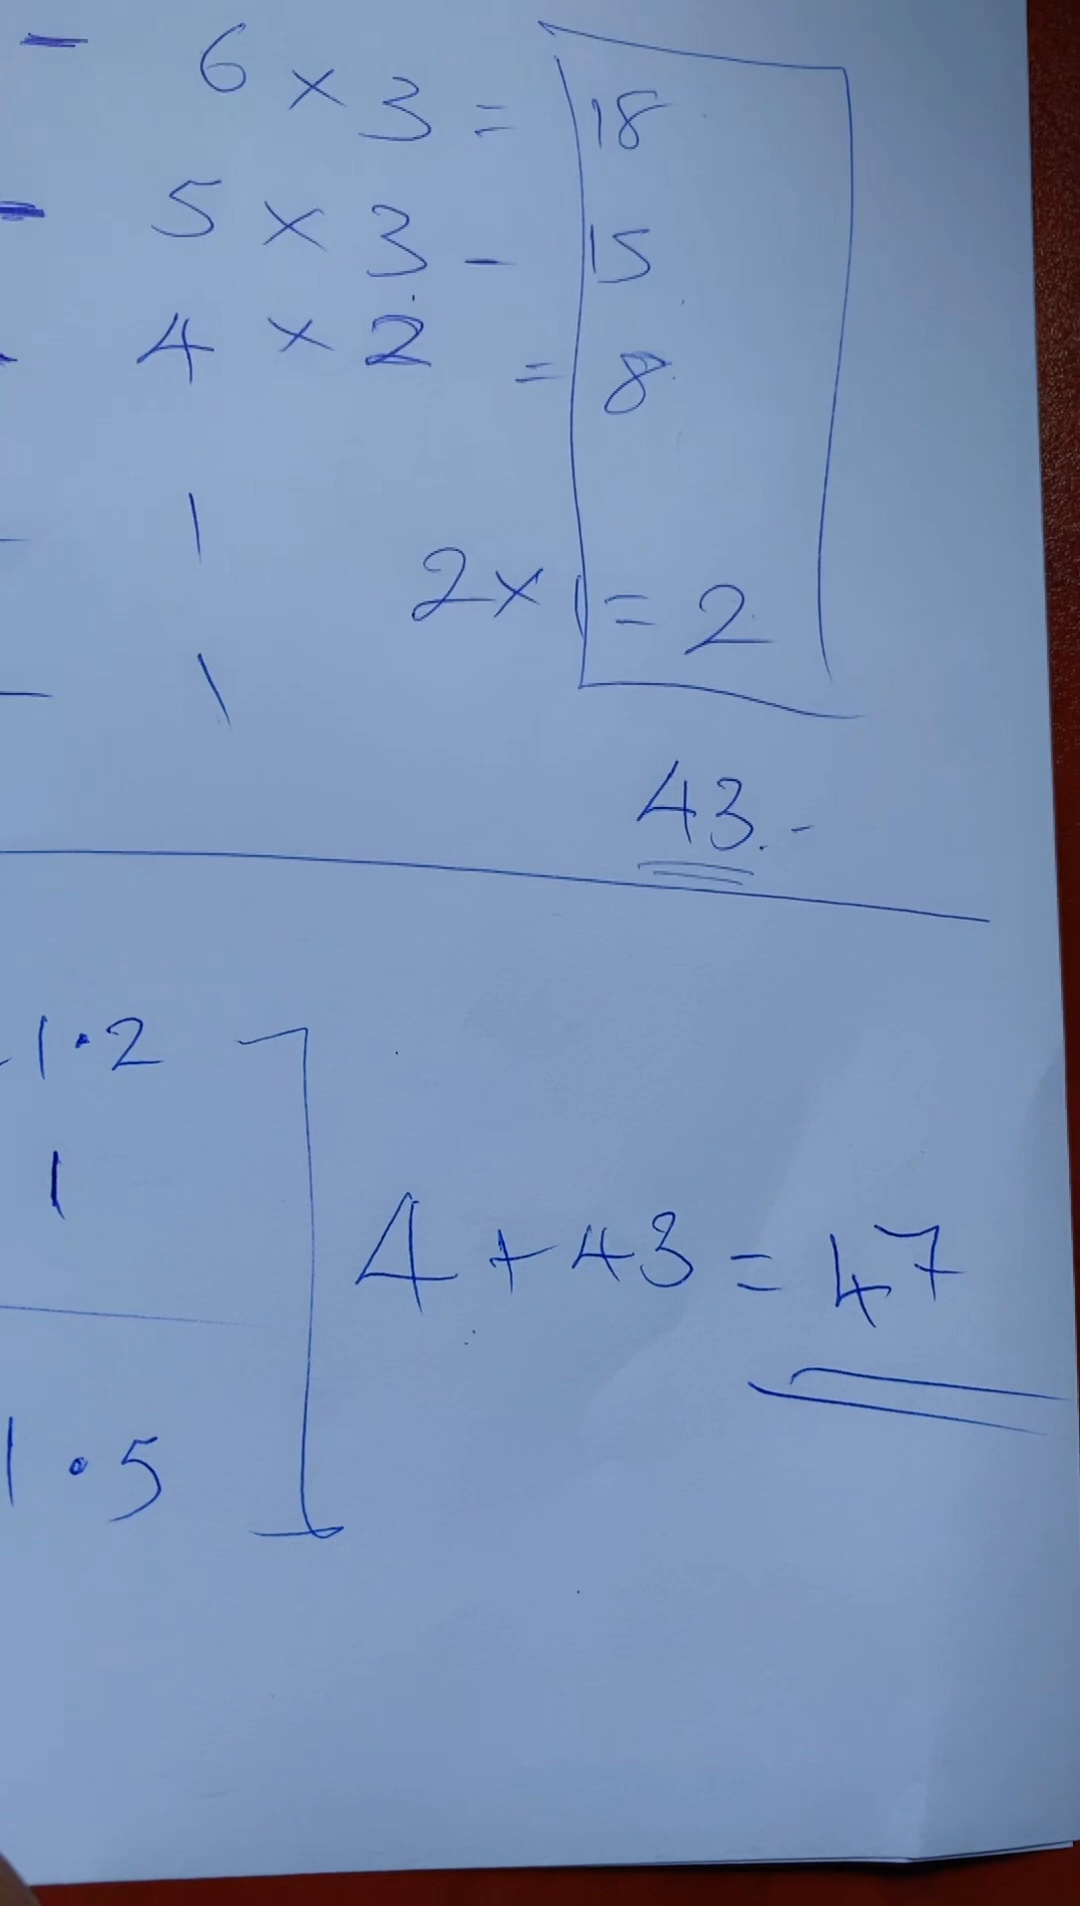 - 6 × 3 = 18
- 5 × 3 - 15
- 4 × 2 = 8
- 1
2 × 1 = 2
- 1
43.-
1.2
1
4 + 43 = 47
1.5